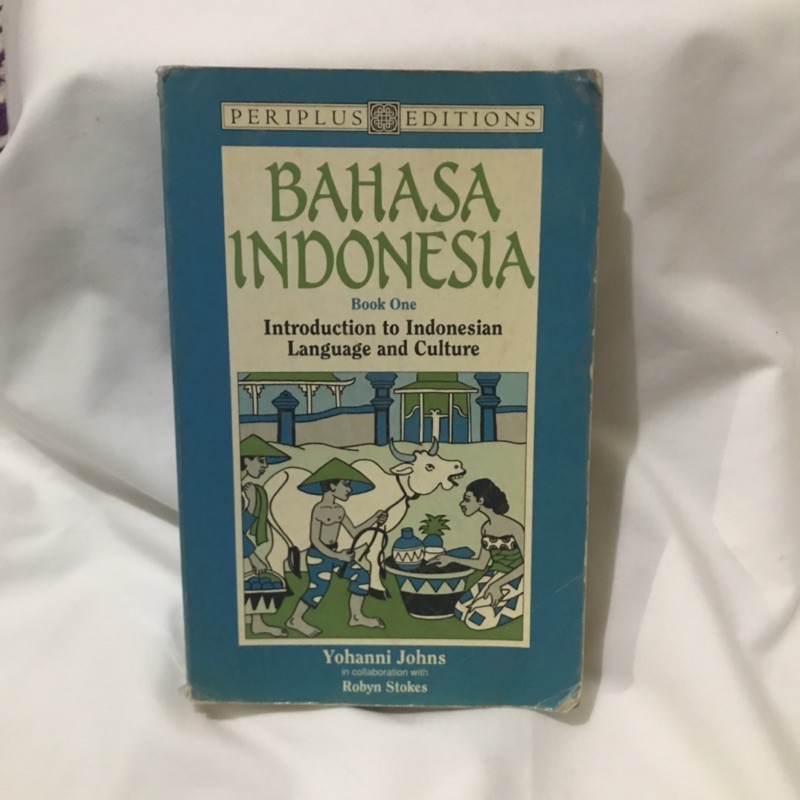 PERIPLUS EDITIONS
BAHASA
INDONESIA
Book One
Introduction to Indonesian
Language and Culture
Yohanni Johns
in collaboration with
Robyn Stokes